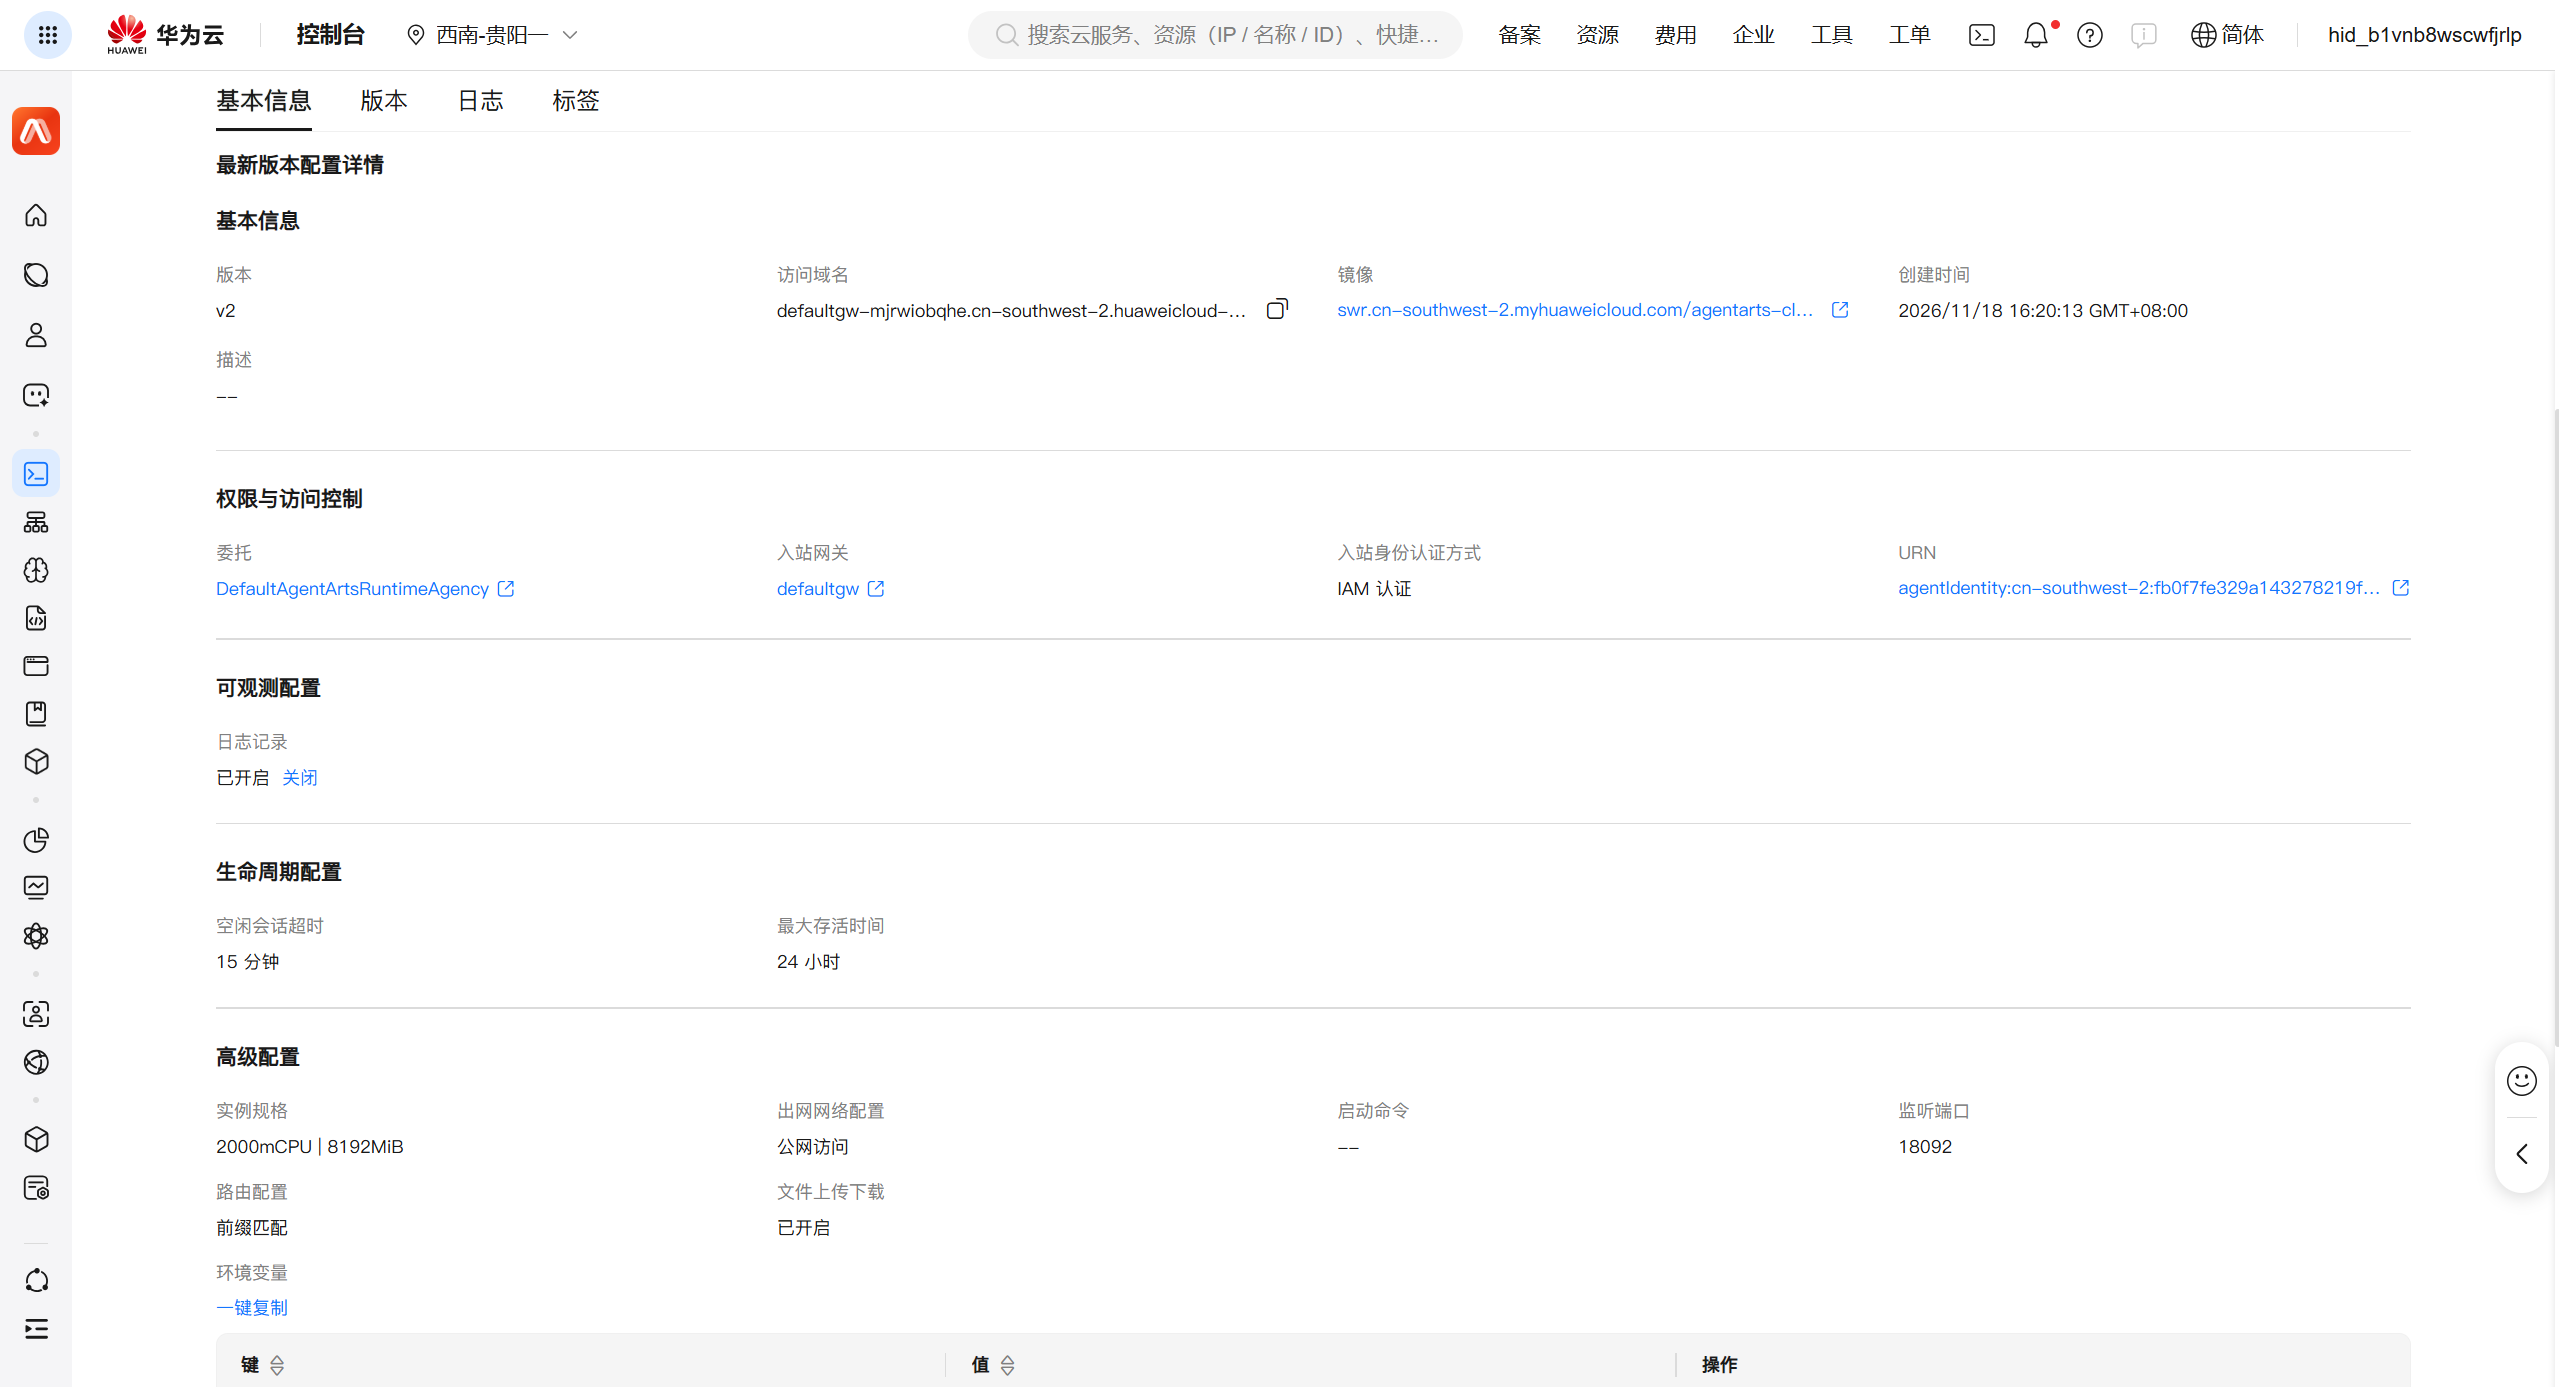 HUAWEI 华为云 控制台 西南-贵阳一 搜索云服务、资源（IP / 名称 / ID）、快捷... 备案 资源 费用 企业 工具 工单 简体 hid_b1vnb8wscwfjrlp
基本信息 版本 日志 标签
最新版本配置详情
基本信息
版本 访问域名 镜像 创建时间
v2 defaultgw-mjrwiobqhe.cn-southwest-2.huaweicloud-... swr.cn-southwest-2.myhuaweicloud.com/agentarts-cl... 2026/11/18 16:20:13 GMT+08:00
描述
--
权限与访问控制
委托 入站网关 入站身份认证方式 URN
DefaultAgentArtsRuntimeAgency defaultgw IAM 认证 agentIdentity:cn-southwest-2:fb0f7fe329a143278219f...
可观测配置
日志记录
已开启 关闭
生命周期配置
空闲会话超时 最大存活时间
15 分钟 24 小时
高级配置
实例规格 出网网络配置 启动命令 监听端口
2000mCPU | 8192MiB 公网访问 -- 18092
路由配置 文件上传下载
前缀匹配 已开启
环境变量
一键复制
键 值 操作